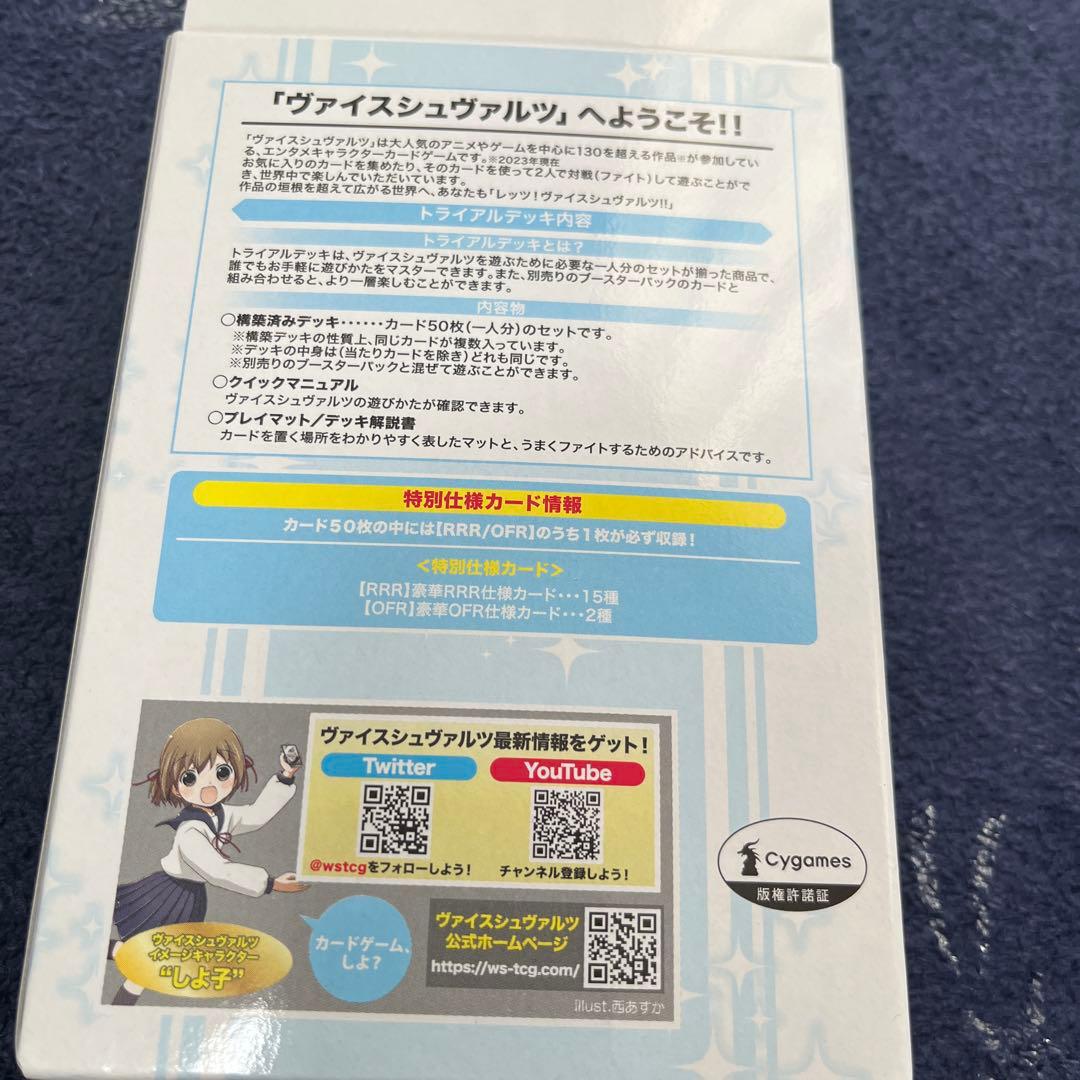 「ヴァイスシュヴァルツ」へようこそ!!
「ヴァイスシュヴァルツ」は大人気のアニメやゲームを中心に130を超える作品※が参加してい
る、エンタメキャラクターカードゲームです。※2023年現在
お気に入りのカードを集めたり、そのカードを使って2人で対戦(ファイト)して遊ぶことがで
き、世界中で楽しんでいただいています。
作品の垣根を超えて広がる世界へ、あなたも「レッツ!ヴァイスシュヴァルツ!!」
トライアルデッキ内容
トライアルデッキとは?
トライアルデッキは、ヴァイスシュヴァルツを遊ぶために必要な一人分のセットが揃った商品で、
誰でもお手軽に遊びかたをマスターできます。また、別売りのブースターパックのカードと
組み合わせると、より一層楽しむことができます。
内容物
○構築済みデッキ・・・・・・カード50枚(一人分)のセットです。
※構築デッキの性質上、同じカードが複数入っています。
※デッキの中身は(当たりカードを除き)どれも同じです。
※別売りのブースターパックと混ぜて遊ぶことができます。
○クイックマニュアル
ヴァイスシュヴァルツの遊びかたが確認できます。
○プレイマット/デッキ解説書
カードを置く場所をわかりやすく表したマットと、うまくファイトするためのアドバイスです。
特別仕様カード情報
カード50枚の中には【RRR/OFR】のうち1枚が必ず収録!
<特別仕様カード>
【RRR】豪華RRR仕様カード・・・15種
【OFR】豪華OFR仕様カード・・・2種
ヴァイスシュヴァルツ最新情報をゲット!
Twitter
YouTube
@wstcgをフォローしよう!
チャンネル登録しよう!
Cygames
版権許諾証
ヴァイスシュヴァルツ
イメージキャラクター
“しよ子”
カードゲーム、
しよ?
ヴァイスシュヴァルツ
公式ホームページ
https://ws-tcg.com/
illust.西あすか